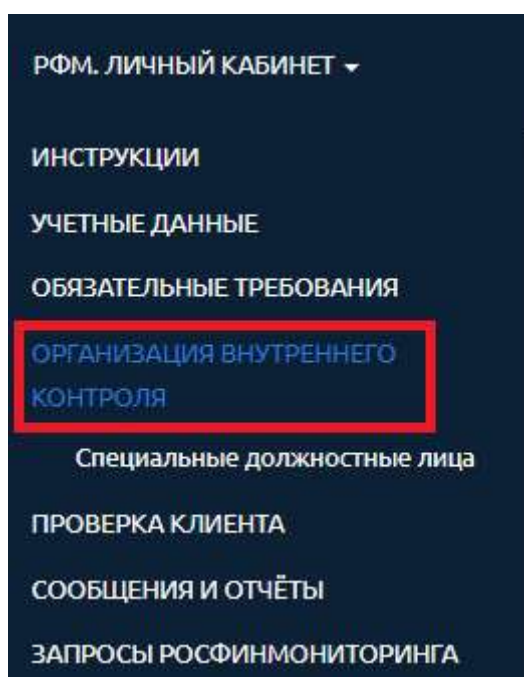 РФМ. ЛИЧНЫЙ КАБИНЕТ
ИНСТРУКЦИИ
УЧЕТНЫЕ ДАННЫЕ
ОБЯЗАТЕЛЬНЫЕ ТРЕБОВАНИЯ
ОРГАНИЗАЦИЯ ВНУТРЕННЕГО
КОНТРОЛЯ
Специальные должностные лица
ПРОВЕРКА КЛИЕНТА
СООБЩЕНИЯ И ОТЧЁТЫ
ЗАПРОСЫ РОСФИНМОНИТОРИНГА